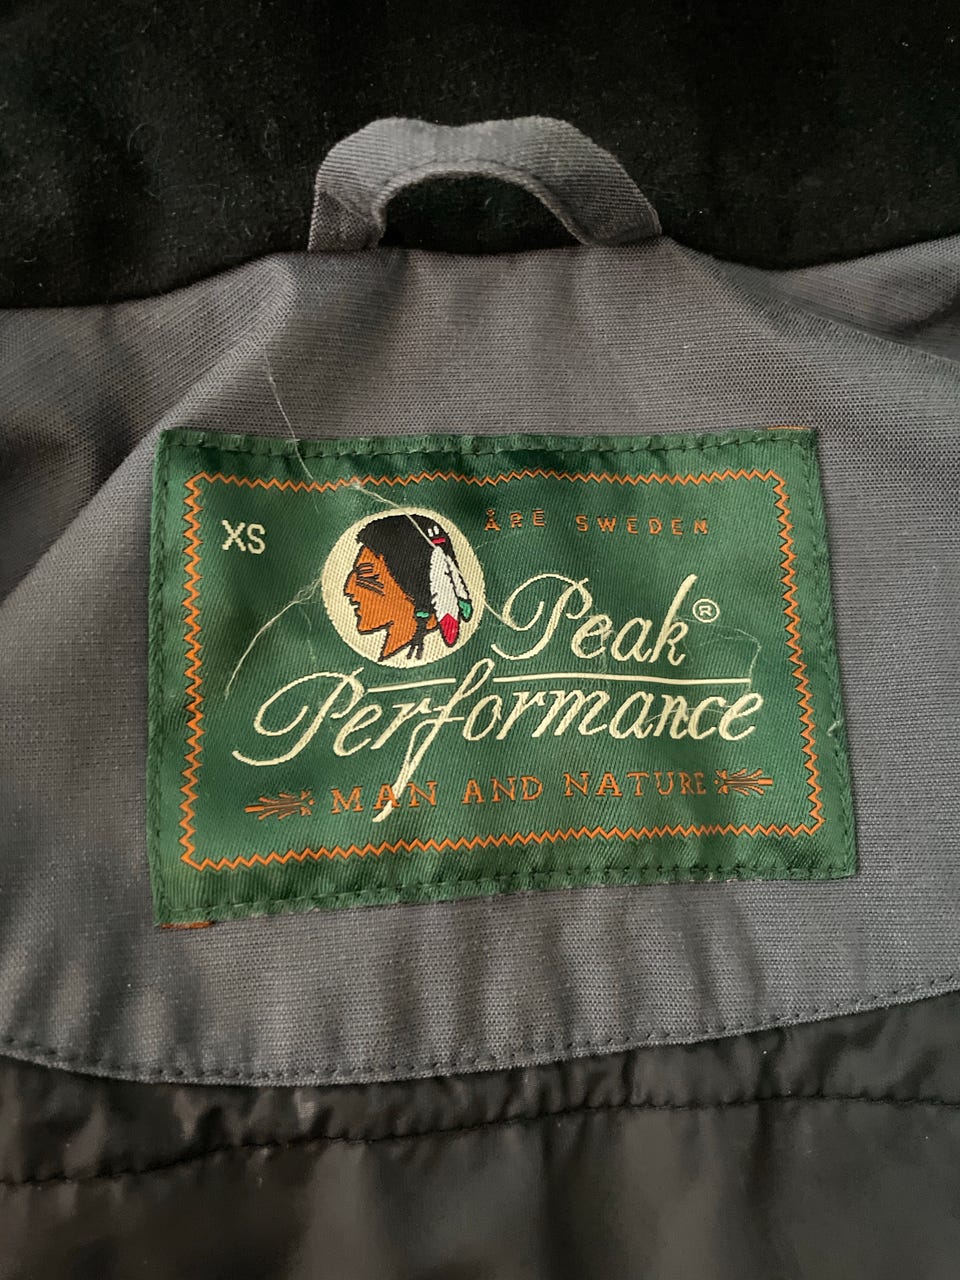 XS
ÅRE SWEDEN
Peak®
Performance
MAN AND NATURE